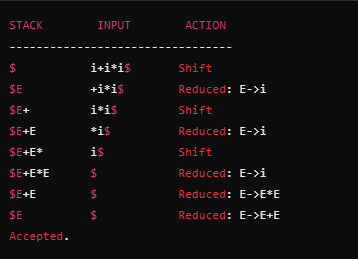 STACK INPUT ACTION
---------------------------------
$ i+i*i$ Shift
$E +i*i$ Reduced: E->i
$E+ i*i$ Shift
$E+E *i$ Reduced: E->i
$E+E* i$ Shift
$E+E*E $ Reduced: E->i
$E+E $ Reduced: E->E*E
$E $ Reduced: E->E+E
Accepted.